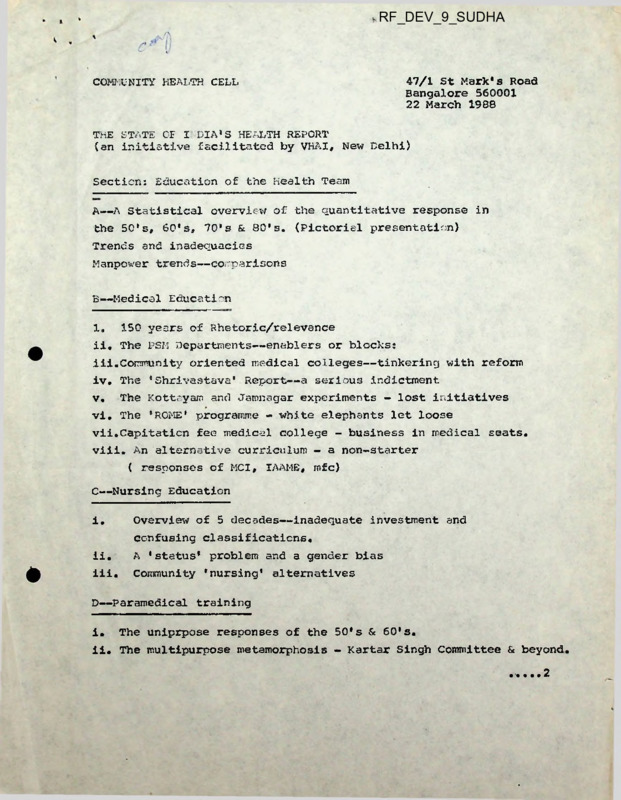 RF_DEV_9_SUDHA
COMMUNITY HEALTH CELL
47/1 St Mark's Road
Bangalore 560001
22 March 1988
THE STATE OF INDIA'S HEALTH REPORT
(an initiative facilitated by VHAI, New Delhi)
Section: Education of the Health Team
A--A Statistical overview of the quantitative response in
the 50's, 60's, 70's & 80's. (Pictorial presentation)
Trends and inadequacies
Manpower trends--comparisons
B--Medical Education
1. 150 years of Rhetoric/relevance
ii. The PSM Departments--enablers or blocks:
iii.Community oriented medical colleges--tinkering with reform
iv. The 'Shrivastava' Report--a serious indictment
v. The Kottayam and Jamnagar experiments - lost initiatives
vi. The 'ROME' programme - white elephants let loose
vii.Capitation fee medical college - business in medical seats.
viii. An alternative curriculum - a non-starter
( responses of MCI, IAAME, mfc)
C--Nursing Education
i. Overview of 5 decades--inadequate investment and
confusing classifications.
ii. A 'status' problem and a gender bias
iii. Community 'nursing' alternatives
D--Paramedical training
i. The uniprpose responses of the 50's & 60's.
ii. The multipurpose metamorphosis - Kartar Singh Committee & beyond.
.....2